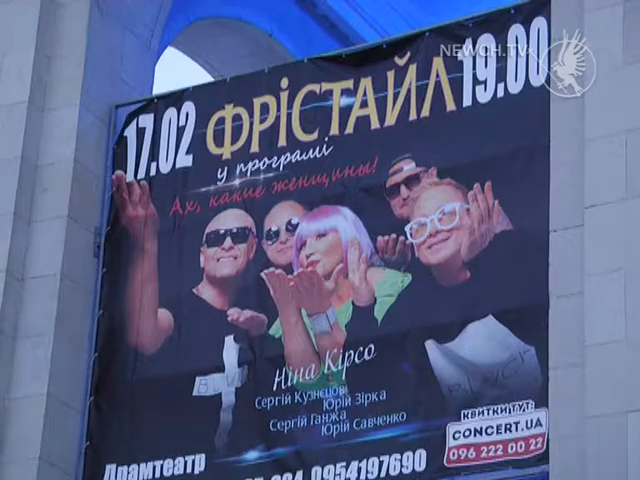 NEWCH.TV
17.02 ФРІСТАЙЛ 19.00
у програмі
Ах, какие женщины!
Ніна Кірсо
Сергій Кузнєцов
Юрій Зірка
Сергій Ганжа
Юрій Савченко
КВИТКИ ТУТ:
CONCERT.UA
096 222 00 22
Драмтеатр
0954197690